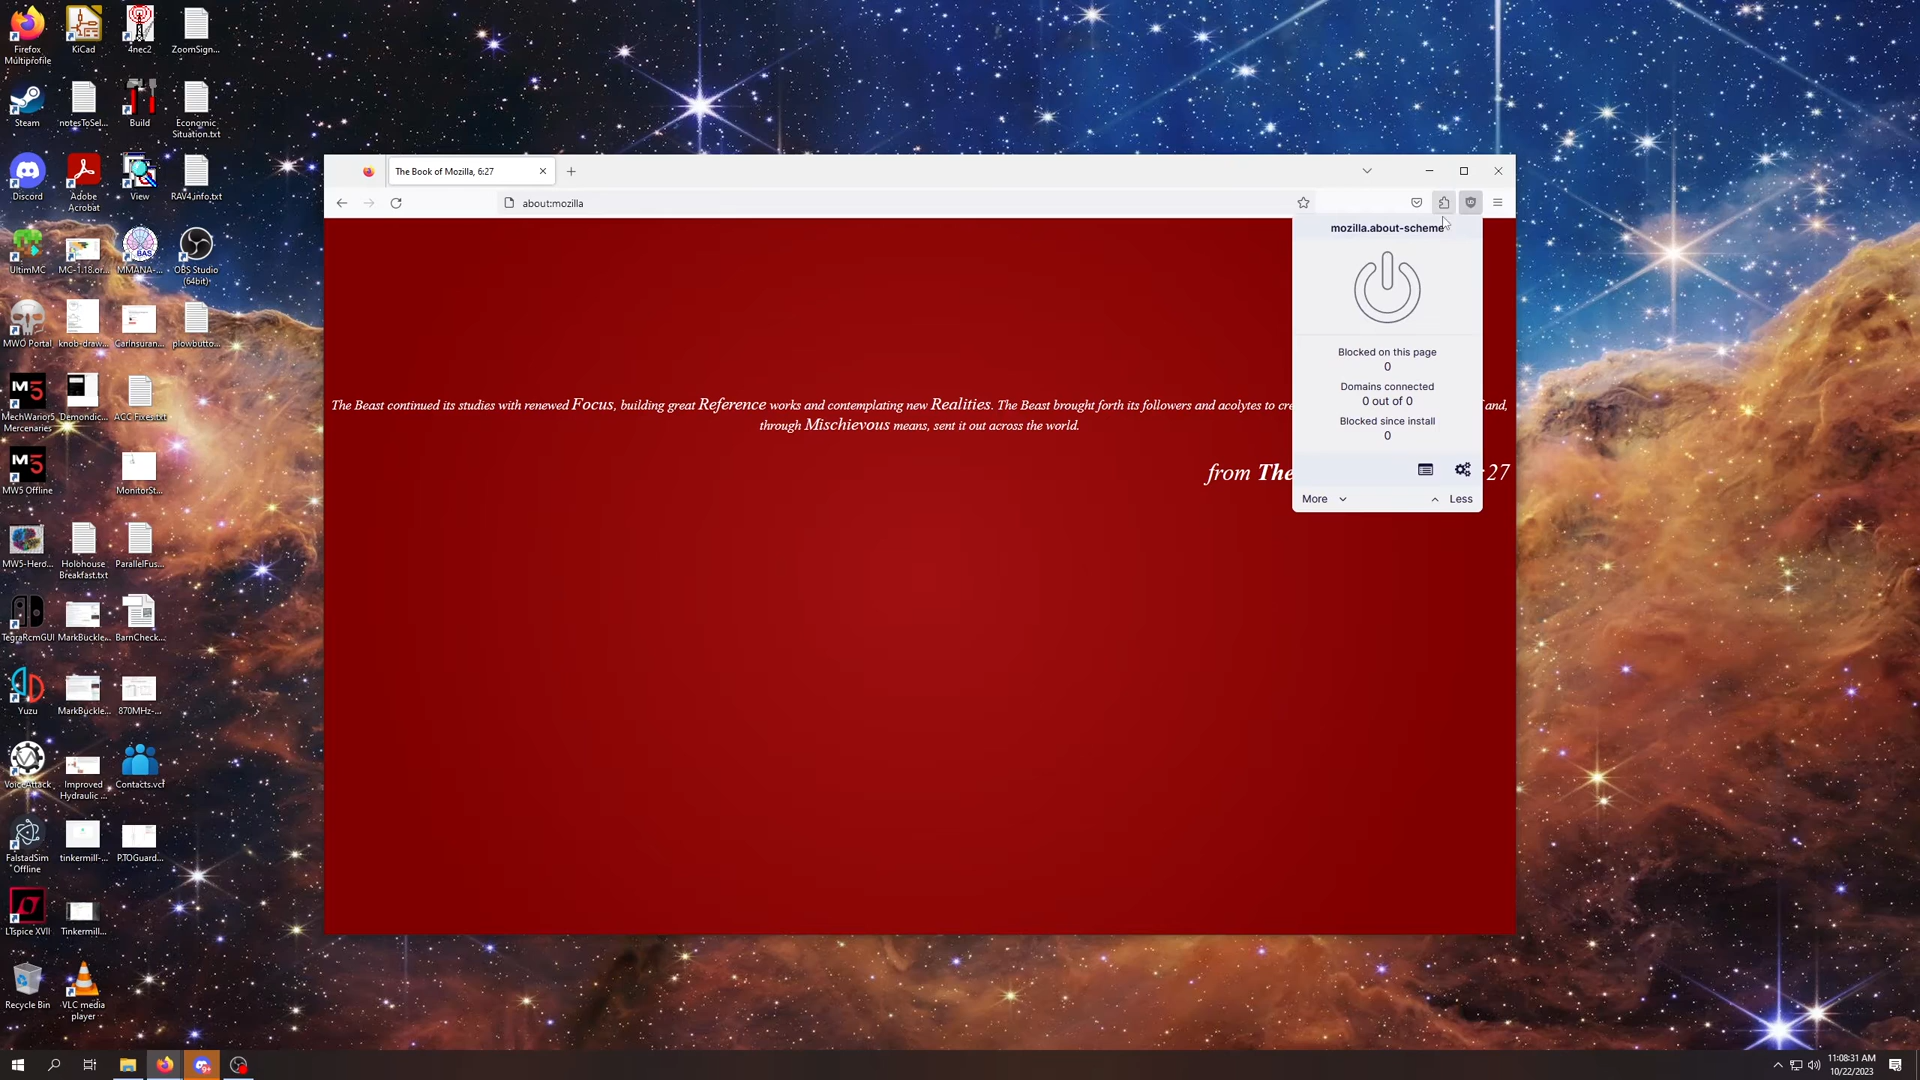 Firefox
Multiprofile
KiCad
4nec2
ZoomSign...
Steam
notesToSel...
Build
Economic
Situation.txt
Discord
Adobe
Acrobat
View
RAV4.info.txt
UltimMC
MC-1.18.or...
MMANA-...
BAS
OBS Studio
(64bit)
MWO Portal
knob-draw...
CarInsuran...
plowbutto...
M5
MechWarrior5
Mercenaries
Demondic...
ACC Fixes.txt
M5
MW5 Offline
MonitorSt...
MW5-Hero...
Holohouse
Breakfast.txt
ParallelFus...
TegraRcmGUI
MarkBuckle...
BarnCheck...
Yuzu
MarkBuckle...
870MHz-...
VoiceAttack
Improved
Hydraulic ...
Contacts.vcf
FalstadSim
Offline
tinkermill-...
PTOGuard...
LTspice XVII
Tinkermill...
Recycle Bin
VLC media
player
The Book of Mozilla, 6:27
about:mozilla
mozilla.about-scheme
Blocked on this page
0
Domains connected
0 out of 0
Blocked since install
0
More
Less
The Beast continued its studies with renewed Focus, building great Reference works and contemplating new Realities. The Beast brought forth its followers and acolytes to cre f and,
through Mischievous means, sent it out across the world.
from The :27
11:08:31 AM
10/22/2023